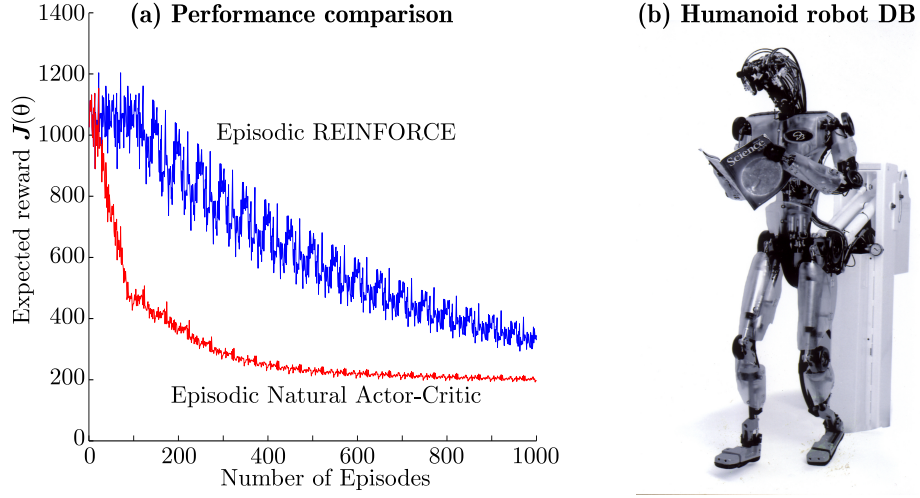 (a) Performance comparison
1400
1200
1000
800
600
400
200
0
Expected reward J(θ)
Episodic REINFORCE
Episodic Natural Actor-Critic
0 200 400 600 800 1000
Number of Episodes
(b) Humanoid robot DB
Science